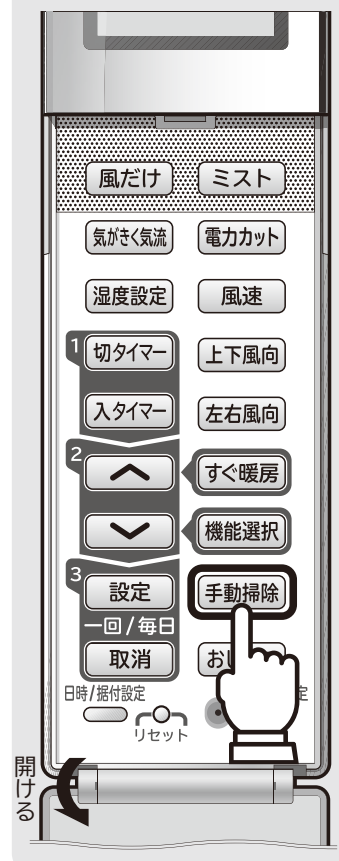 風だけ
ミスト
気がきく気流
電力カット
湿度設定
風速
1
切タイマー
上下風向
入タイマー
左右風向
2
すぐ暖房
機能選択
3
設定
手動掃除
一回/毎日
取消
お
日時/据付設定
定
リセット
開ける